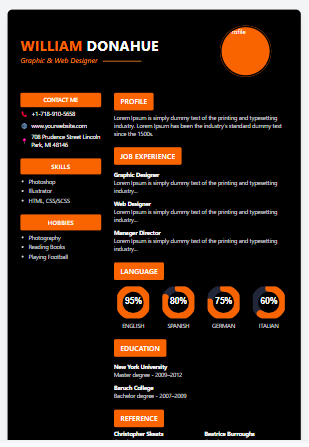 WILLIAM DONAHUE
Graphic & Web Designer
rofile
CONTACT ME
+1-718-910-5658
www.yourwebsite.com
708 Prudence Street Lincoln
Park, MI 48146
SKILLS
Photoshop
Illustrator
HTML, CSS/SCSS
HOBBIES
Photography
Reading Books
Playing Football
PROFILE
Lorem Ipsum is simply dummy text of the printing and typesetting
industry. Lorem Ipsum has been the industry's standard dummy text
since the 1500s.
JOB EXPERIENCE
Graphic Designer
Lorem Ipsum is simply dummy text of the printing and typesetting
industry...
Web Designer
Lorem Ipsum is simply dummy text of the printing and typesetting
industry...
Manager Director
Lorem Ipsum is simply dummy text of the printing and typesetting
industry...
LANGUAGE
95% 80% 75% 60%
ENGLISH SPANISH GERMAN ITALIAN
EDUCATION
New York University
Master degree - 2009-2012
Baruch College
Bachelor degree - 2007-2009
REFERENCE
Christopher Skeats Beatrice Burroughs